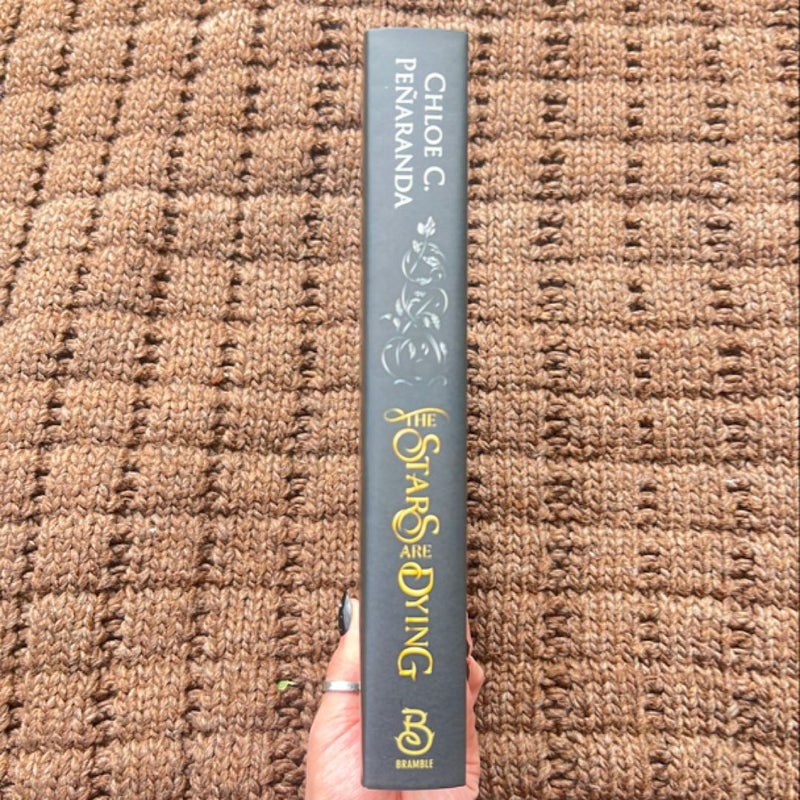 CHLOE C.
PEÑARANDA
THE
STARS
ARE
DYING
B
BRAMBLE